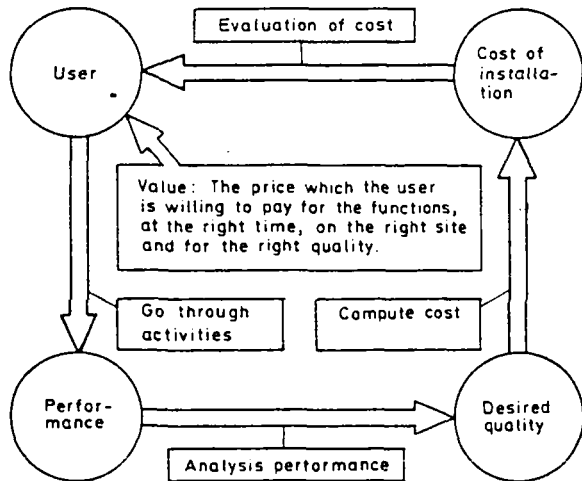 Evaluation of cost
User
Cost of
installa-
tion
Value: The price which the user
is willing to pay for the functions,
at the right time, on the right site
and for the right quality.
Go through
activities
Compute cost
Perfor-
mance
Desired
quality
Analysis performance